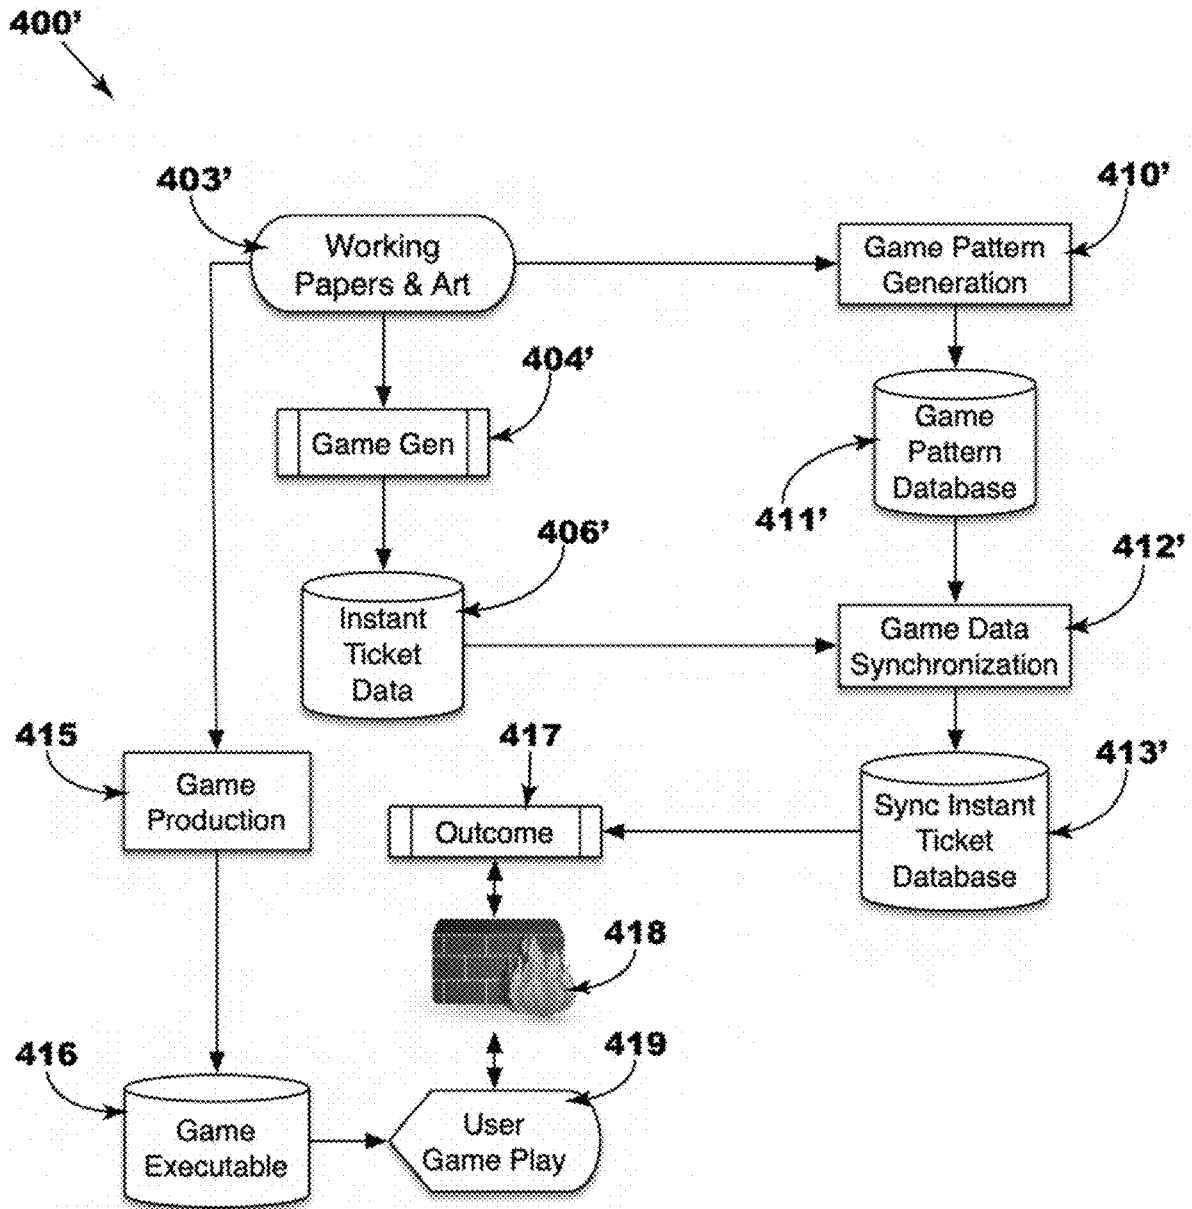 400’
403’
410’
Working
Papers & Art
Game Pattern
Generation
404’
Game Gen
Game
Pattern
Database
411’
406’
412’
Instant
Ticket
Data
Game Data
Synchronization
415
417
413’
Game
Production
Outcome
Sync Instant
Ticket
Database
418
416
419
Game
Executable
User
Game Play